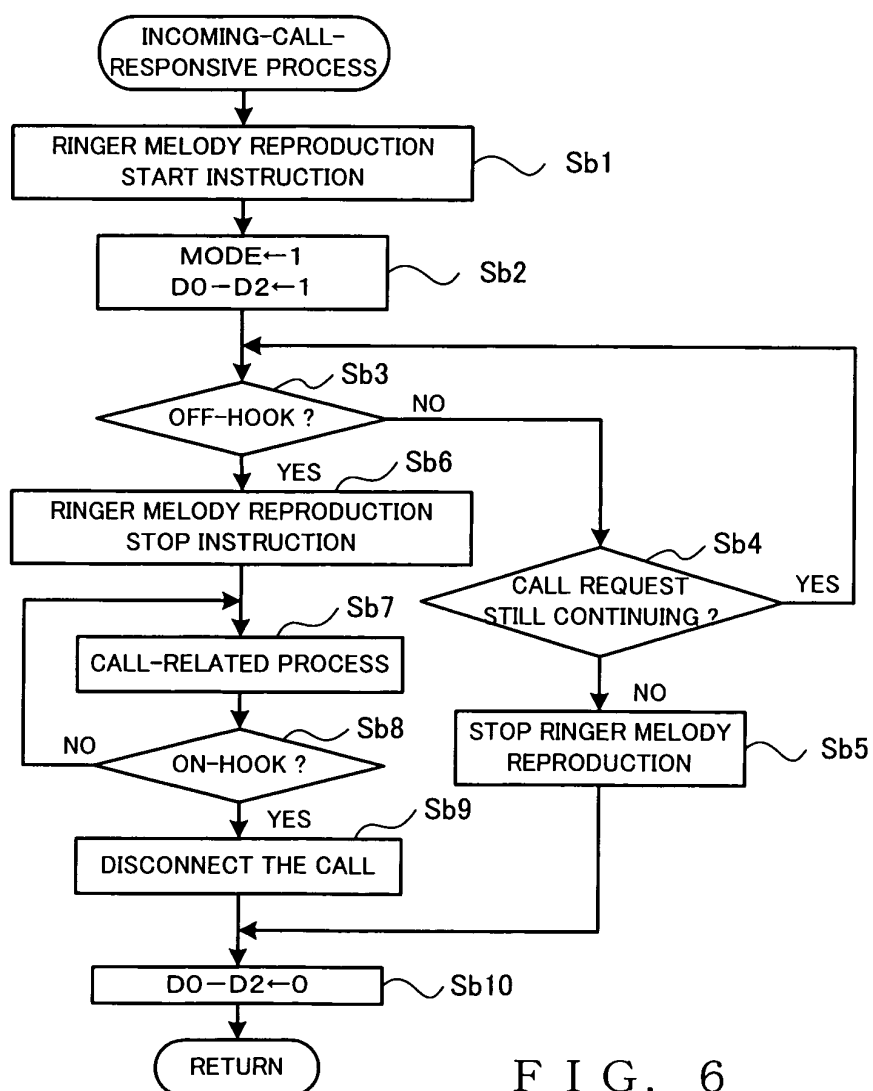 INCOMING-CALL-
RESPONSIVE PROCESS
RINGER MELODY REPRODUCTION
START INSTRUCTION
Sb1
MODE←1
D0−D2←1
Sb2
Sb3
OFF-HOOK ?
NO
YES
Sb6
RINGER MELODY REPRODUCTION
STOP INSTRUCTION
Sb4
CALL REQUEST
STILL CONTINUING ?
YES
NO
Sb7
CALL-RELATED PROCESS
STOP RINGER MELODY
REPRODUCTION
Sb5
Sb8
NO
ON-HOOK ?
YES
Sb9
DISCONNECT THE CALL
D0−D2←0
Sb10
RETURN
F I G. 6